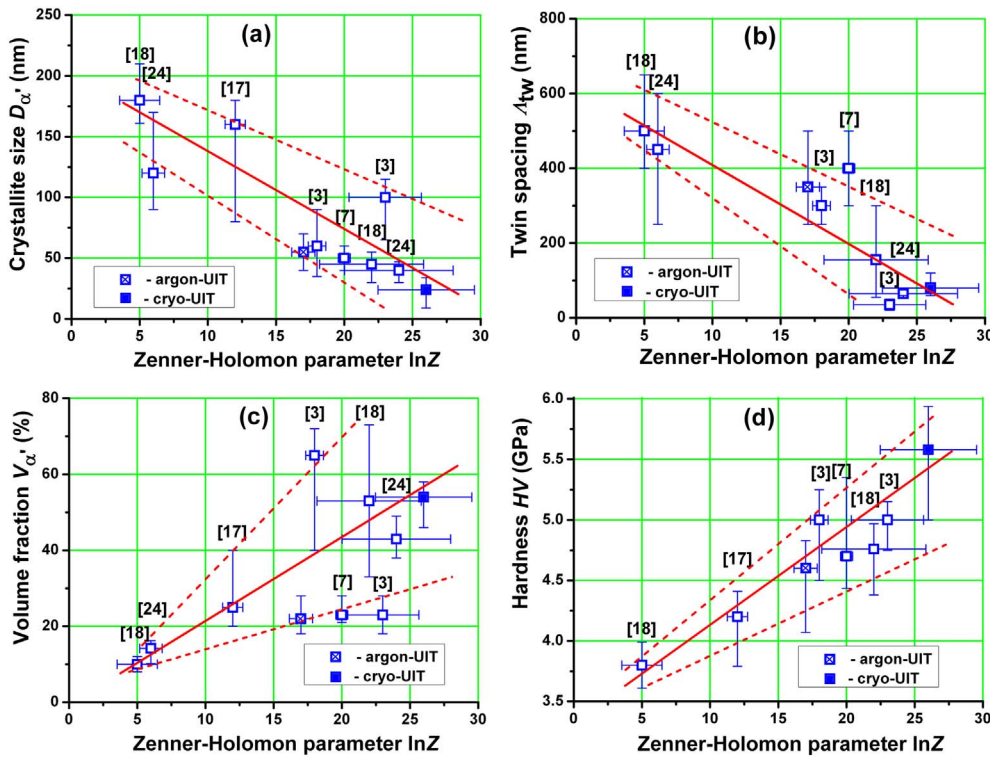 (a)
Crystallite size Dα' (nm)
250
200
150
100
50
0
[18]
[24]
[17]
[3]
[3]
[7]
[18]
[24]
- argon-UIT
- cryo-UIT
0 5 10 15 20 25 30
Zenner-Holomon parameter lnZ
(b)
Twin spacing Λtw (nm)
800
600
400
200
0
[18]
[24]
[7]
[3]
[18]
[24]
[3]
- argon-UIT
- cryo-UIT
0 5 10 15 20 25 30
Zenner-Holomon parameter lnZ
(c)
Volume fraction Vα' (%)
80
60
40
20
0
[3]
[18]
[24]
[17]
[24]
[18]
[7]
[3]
- argon-UIT
- cryo-UIT
0 5 10 15 20 25 30
Zenner-Holomon parameter lnZ
(d)
Hardness HV (GPa)
6.0
5.5
5.0
4.5
4.0
3.5
[3]
[7]
[3]
[18]
[17]
[18]
- argon-UIT
- cryo-UIT
0 5 10 15 20 25 30
Zenner-Holomon parameter lnZ